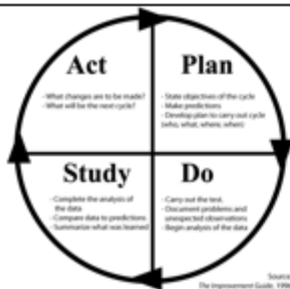 Act
- What changes are to be made?
- What will be the next cycle?
Plan
- State objectives of the cycle
- Make predictions
- Develop plan to carry out cycle
(who, what, where, when)
Study
- Complete the analysis of
the data
- Compare data to predictions
- Summarize what was learned
Do
- Carry out the test.
- Document problems and
unexpected observations
- Begin analysis of the data
Source
The Improvement Guide, 1996